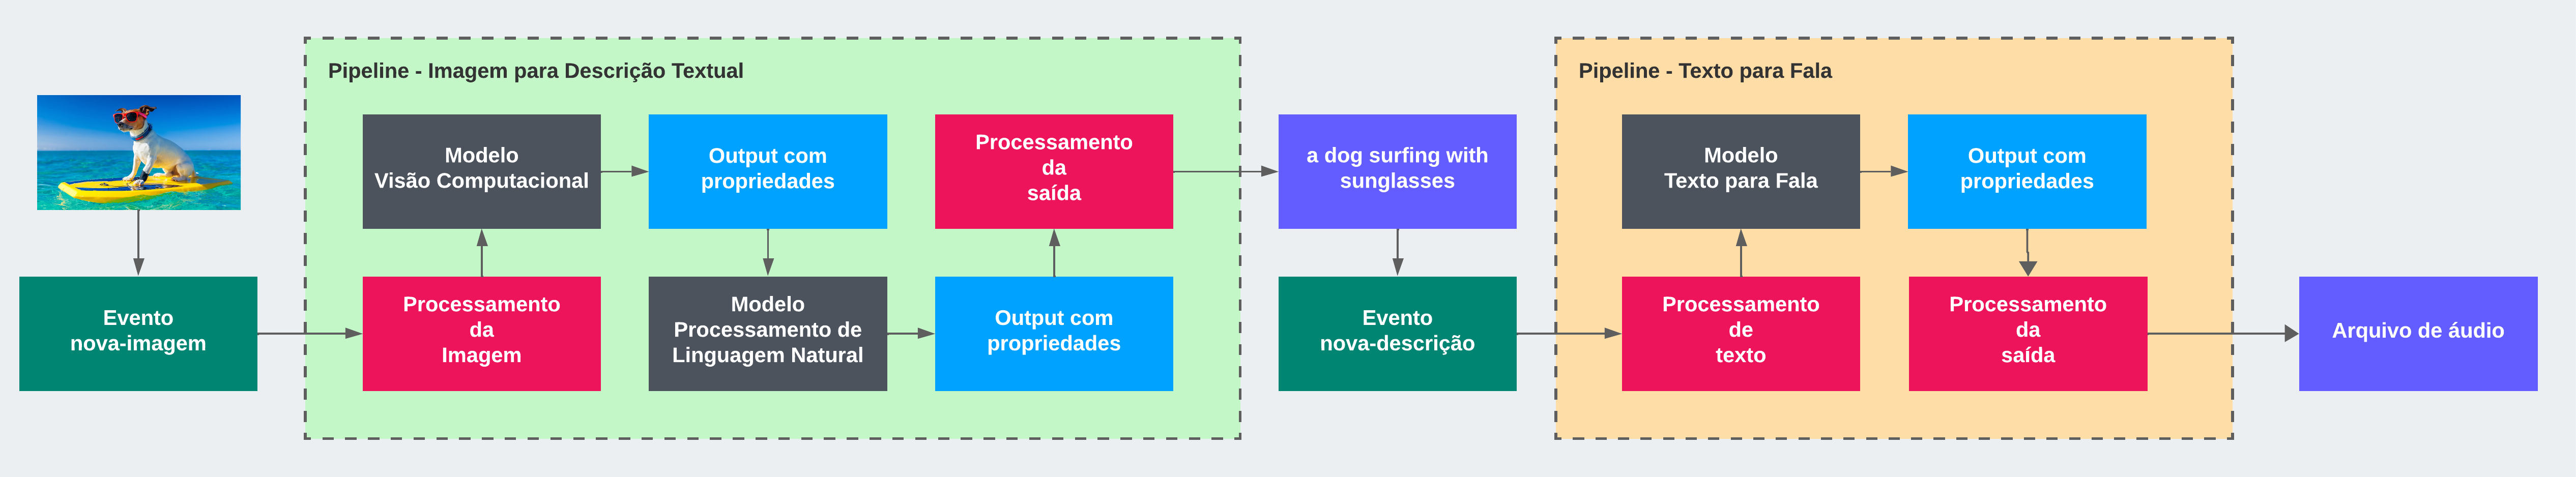 Pipeline - Imagem para Descrição Textual
Modelo
Visão Computacional
Output com
propriedades
Processamento
da
saída
Evento
nova-imagem
Processamento
da
Imagem
Modelo
Processamento de
Linguagem Natural
Output com
propriedades
a dog surfing with
sunglasses
Evento
nova-descrição
Pipeline - Texto para Fala
Modelo
Texto para Fala
Output com
propriedades
Processamento
de
texto
Processamento
da
saída
Arquivo de áudio